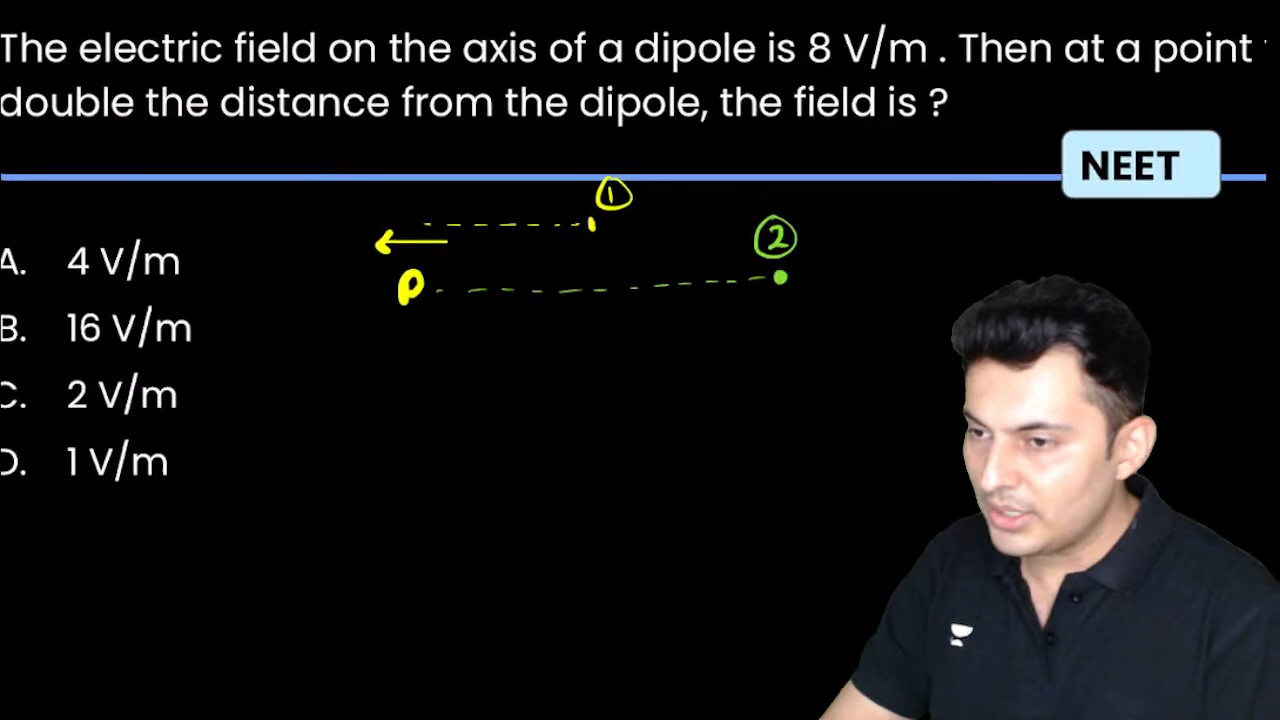 The electric field on the axis of a dipole is 8 V/m . Then at a point
double the distance from the dipole, the field is ?
NEET
1
2
A. 4 V/m
P
B. 16 V/m
C. 2 V/m
D. 1 V/m